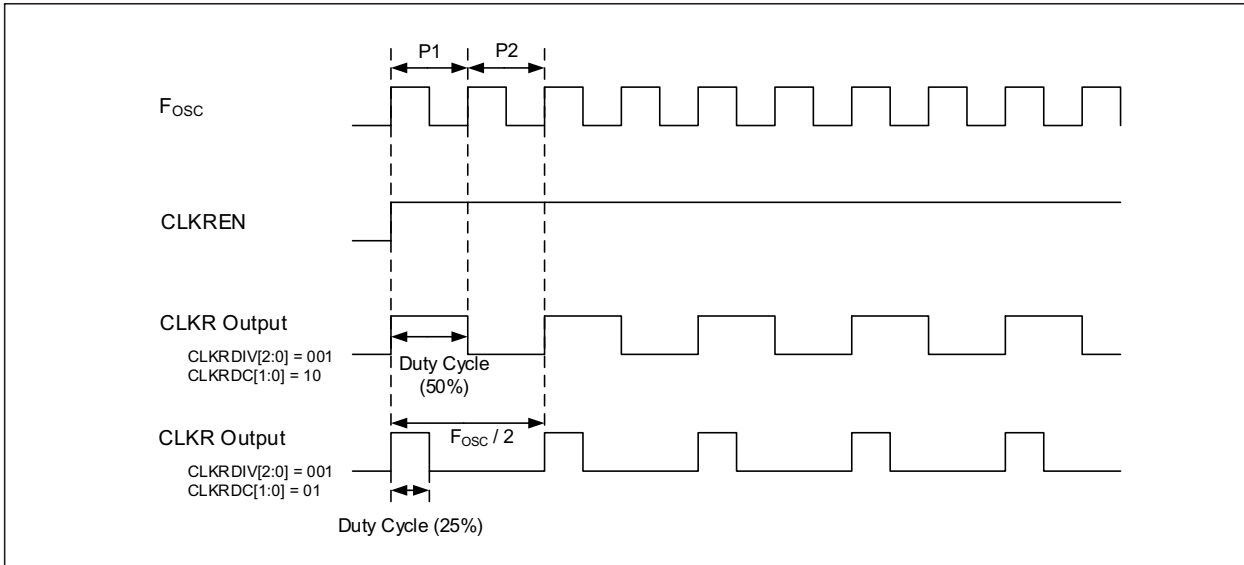 P1
P2
FOSC
CLKREN
CLKR Output
CLKRDIV[2:0] = 001
CLKRDC[1:0] = 10
Duty Cycle
(50%)
FOSC / 2
CLKR Output
CLKRDIV[2:0] = 001
CLKRDC[1:0] = 01
Duty Cycle (25%)